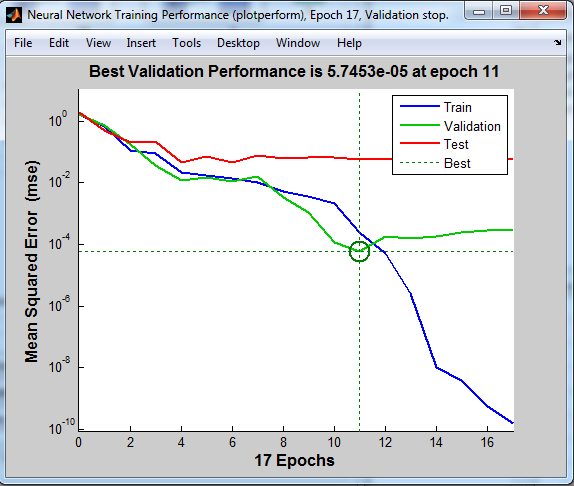 Neural Network Training Performance (plotperform), Epoch 17, Validation stop.
File Edit View Insert Tools Desktop Window Help
Best Validation Performance is 5.7453e-05 at epoch 11
Mean Squared Error (mse)
10^0
10^-2
10^-4
10^-6
10^-8
10^-10
Train
Validation
Test
Best
0 2 4 6 8 10 12 14 16
17 Epochs